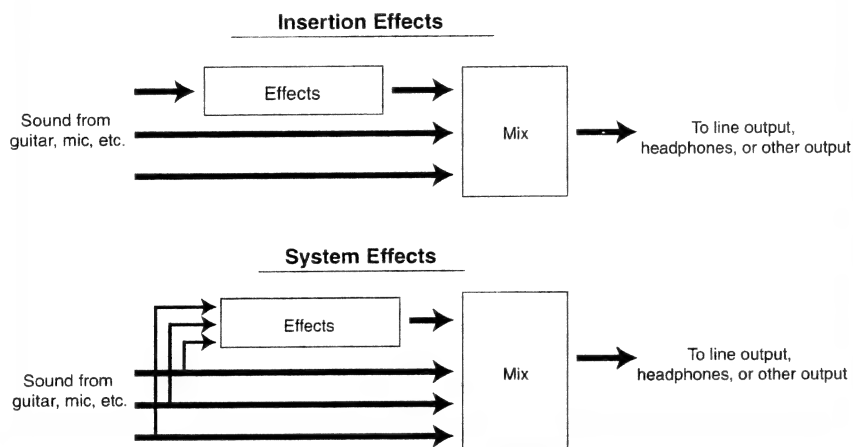 Insertion Effects
Effects
Sound from
guitar, mic, etc.
Mix
To line output,
headphones, or other output
System Effects
Effects
Sound from
guitar, mic, etc.
Mix
To line output,
headphones, or other output